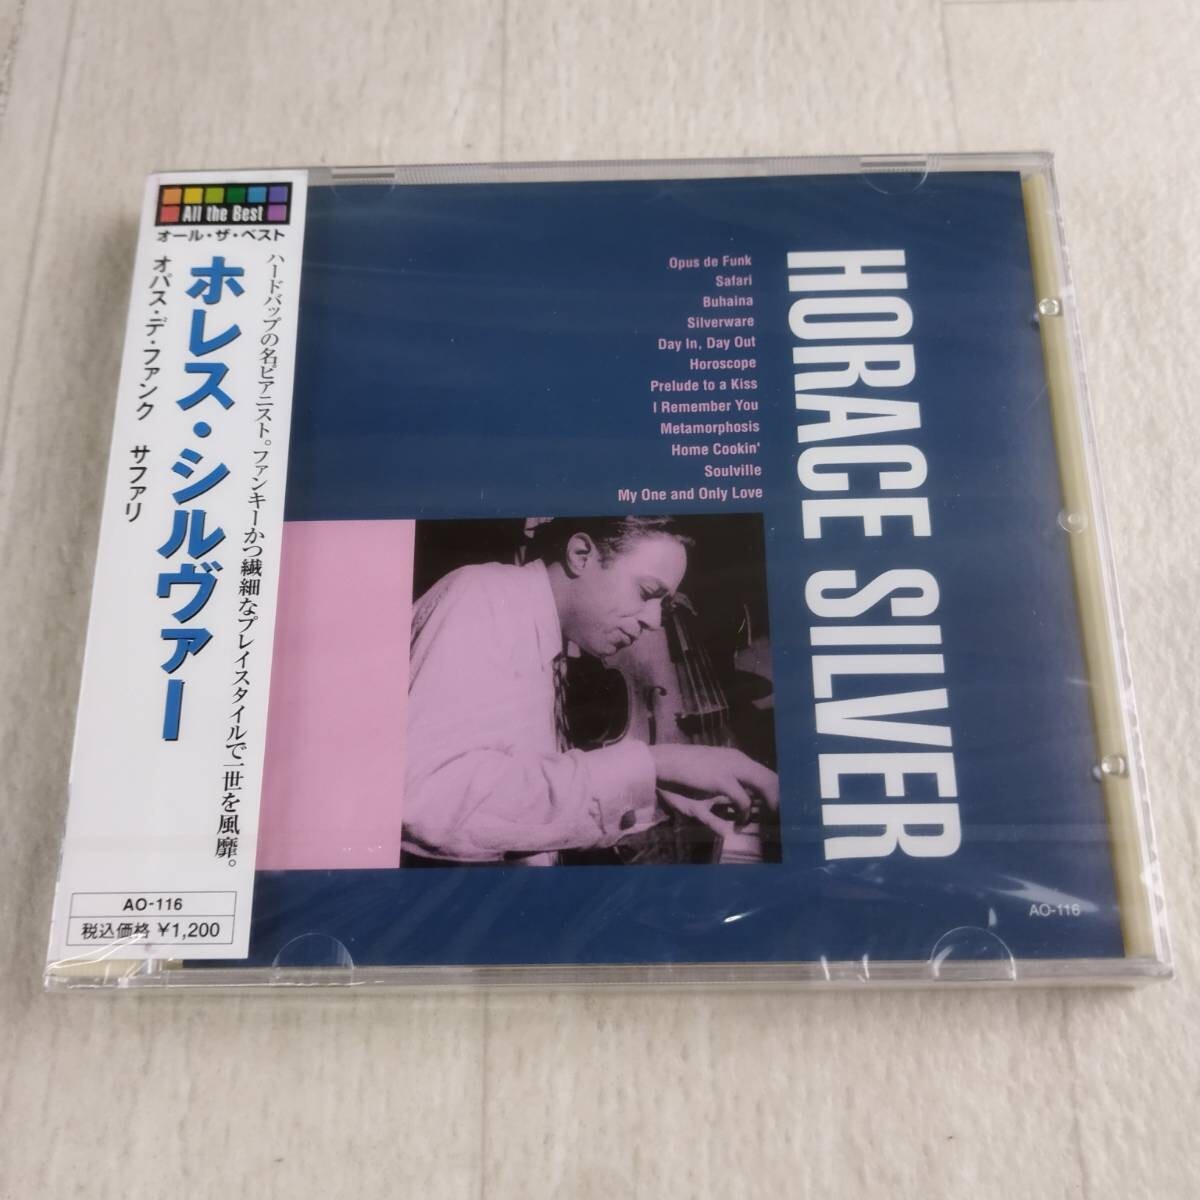 All the Best
オール・ザ・ベスト
ハードバップの名ピアニスト。ファンキーかつ繊細なプレイスタイルで一世を風靡。
ホレス・シルヴァー
オパス・デ・ファンク サファリ
AO-116
税込価格 ¥1,200
Opus de Funk
Safari
Buhaina
Silverware
Day In, Day Out
Horoscope
Prelude to a Kiss
I Remember You
Metamorphosis
Home Cookin'
Soulville
My One and Only Love
HORACE SILVER
AO-116